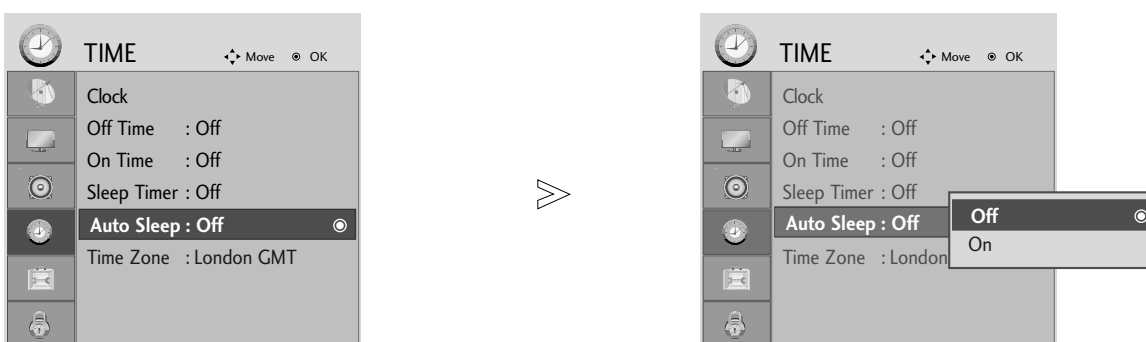 TIME Move OK
Clock
Off Time : Off
On Time : Off
Sleep Timer : Off
Auto Sleep : Off
Time Zone : London GMT
TIME Move OK
Clock
Off Time : Off
On Time : Off
Sleep Timer : Off
Auto Sleep : Off
Time Zone : London
Off
On